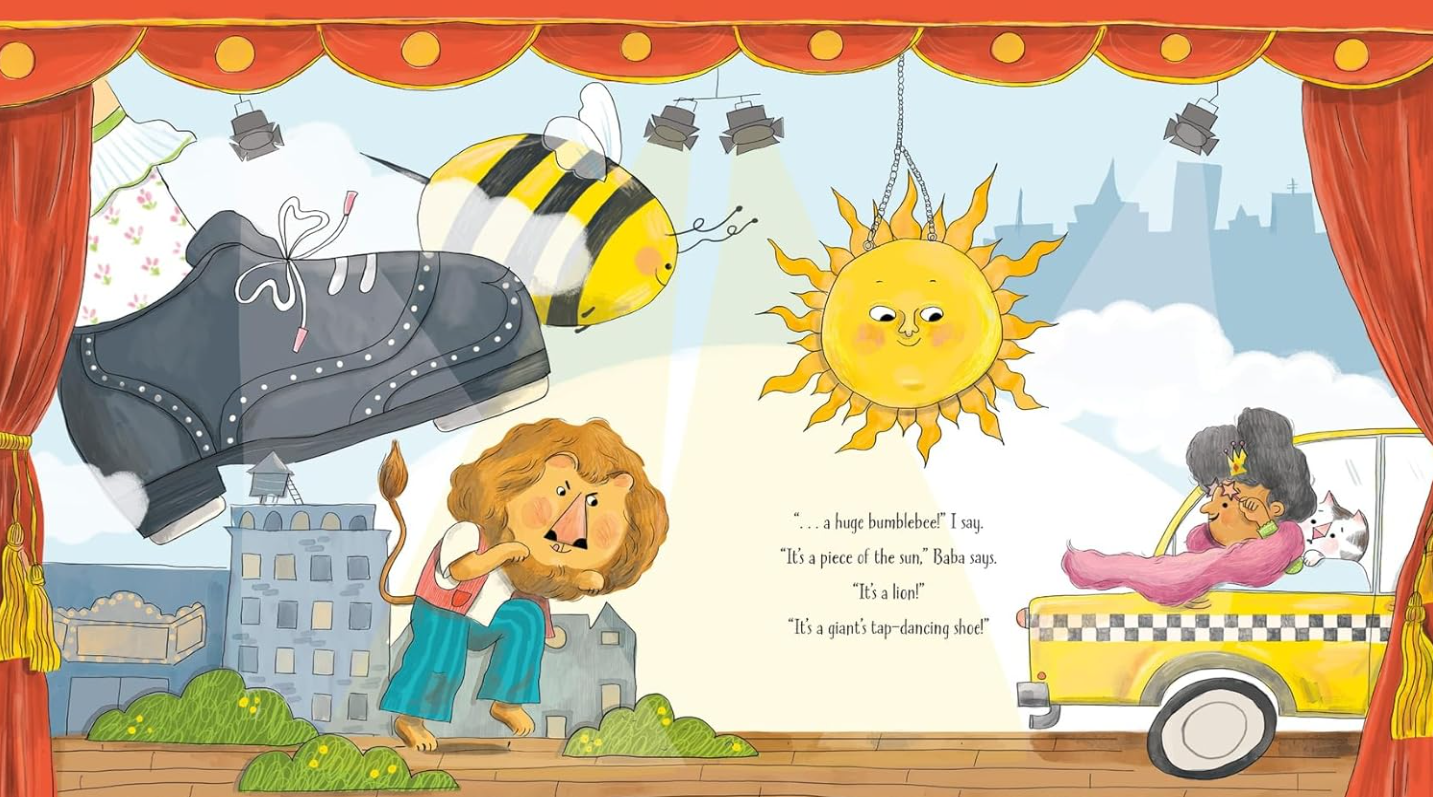 “. . . a huge bumblebee!” I say.
“It’s a piece of the sun,” Baba says.
“It’s a lion!”
“It’s a giant’s tap-dancing shoe!”